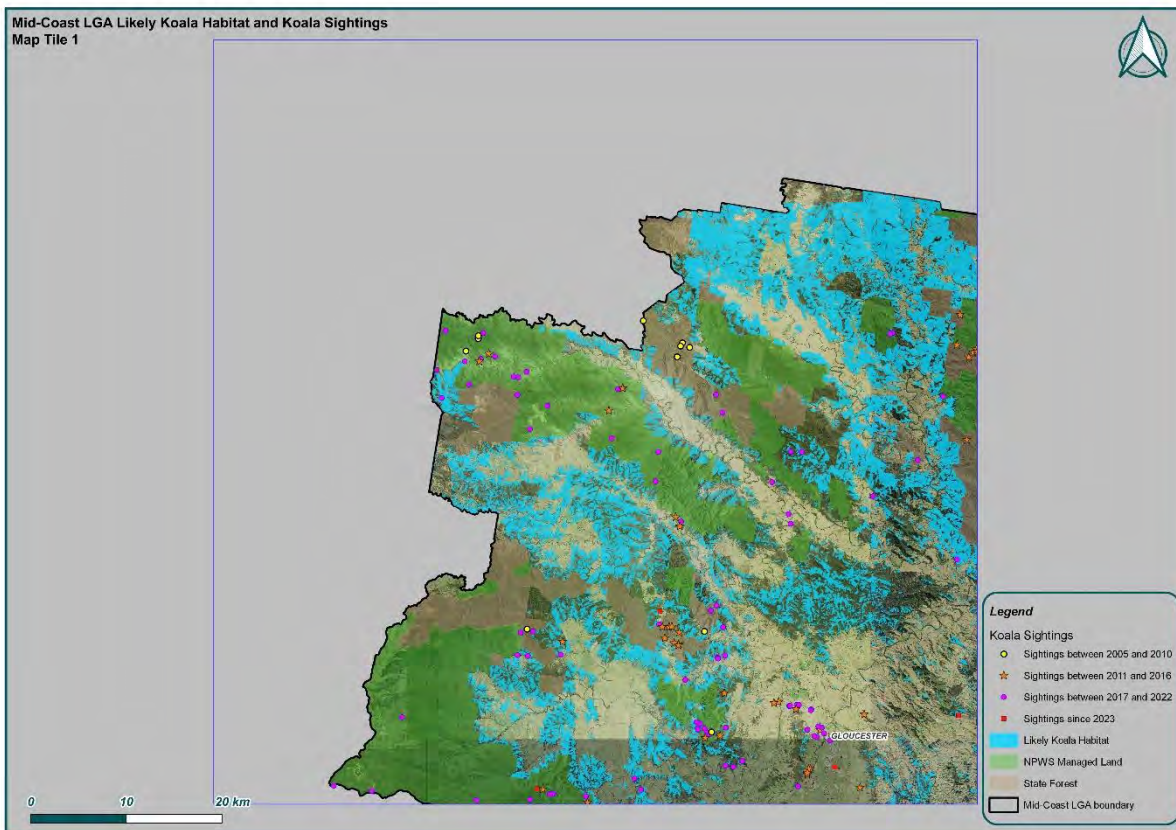 Mid-Coast LGA Likely Koala Habitat and Koala Sightings
Map Tile 1
GLOUCESTER
Legend
Koala Sightings
Sightings between 2005 and 2010
Sightings between 2011 and 2016
Sightings between 2017 and 2022
Sightings since 2023
Likely Koala Habitat
NPWS Managed Land
State Forest
Mid-Coast LGA boundary
0 10 20 km